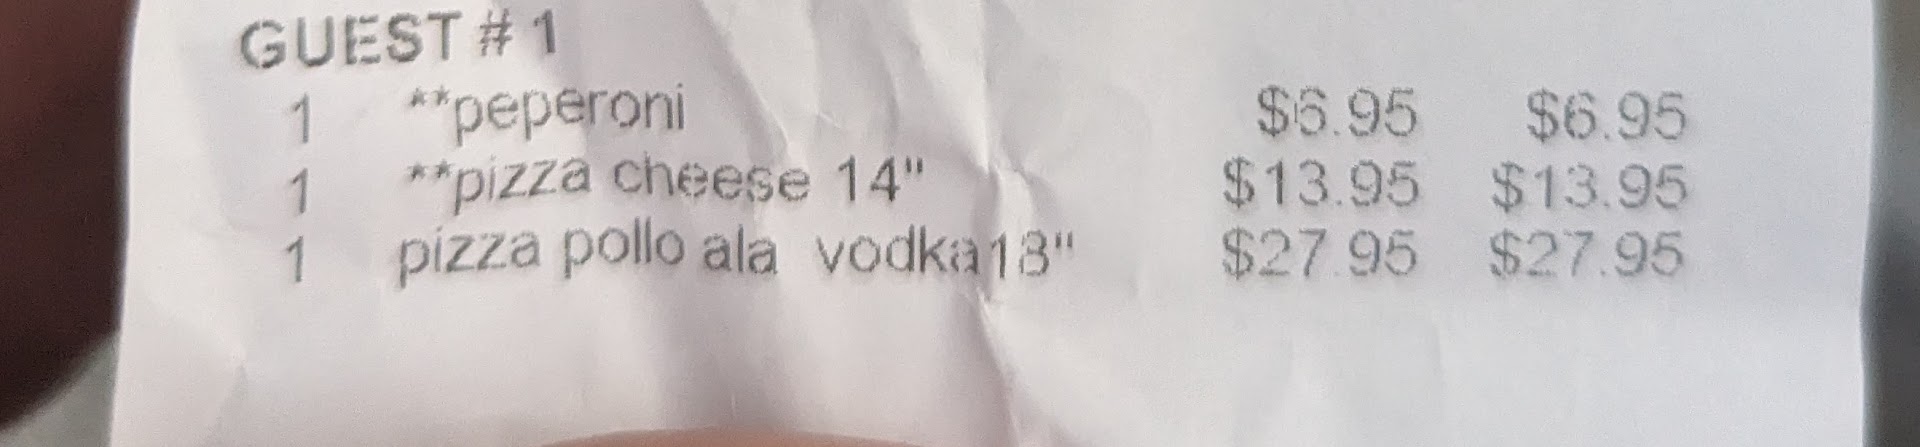 GUEST # 1
1 **peperoni $6.95 $6.95
1 **pizza cheese 14" $13.95 $13.95
1 pizza pollo ala vodka18" $27.95 $27.95